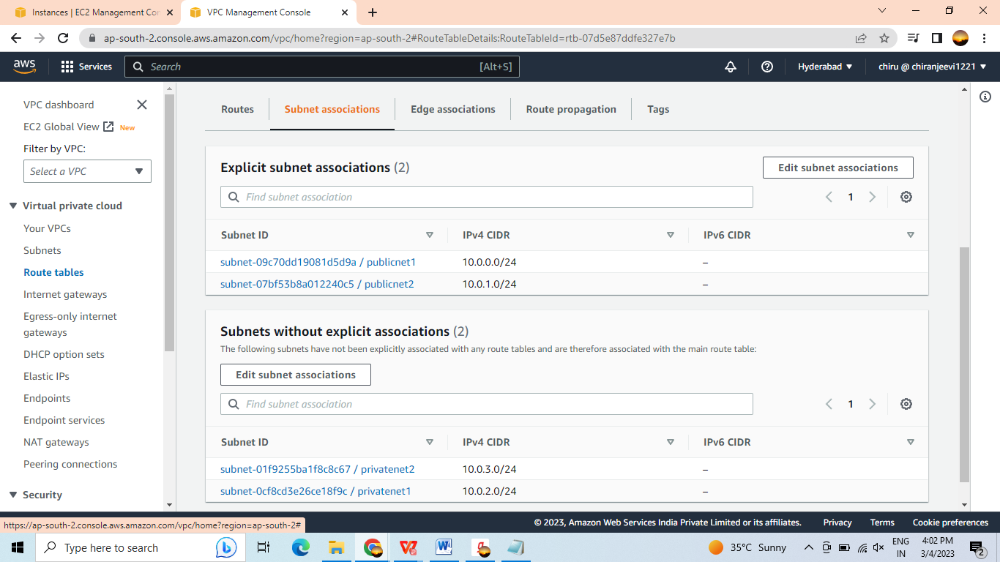 Instances | EC2 Management Con
VPC Management Console
ap-south-2.console.aws.amazon.com/vpc/home?region=ap-south-2#RouteTableDetails:RouteTableId=rtb-07d5e87ddfe327e7b
aws
Services
Search
[Alt+S]
Hyderabad
chiru @ chiranjeevi1221
VPC dashboard
EC2 Global View
New
Filter by VPC:
Select a VPC
Virtual private cloud
Your VPCs
Subnets
Route tables
Internet gateways
Egress-only internet
gateways
DHCP option sets
Elastic IPs
Endpoints
Endpoint services
NAT gateways
Peering connections
Security
Routes
Subnet associations
Edge associations
Route propagation
Tags
Explicit subnet associations (2)
Edit subnet associations
Find subnet association
1
Subnet ID
IPv4 CIDR
IPv6 CIDR
subnet-09c70dd19081d5d9a / publicnet1
10.0.0.0/24
–
subnet-07bf53b8a012240c5 / publicnet2
10.0.1.0/24
–
Subnets without explicit associations (2)
The following subnets have not been explicitly associated with any route tables and are therefore associated with the main route table:
Edit subnet associations
Find subnet association
1
Subnet ID
IPv4 CIDR
IPv6 CIDR
subnet-01f9255ba1f8c8c67 / privatenet2
10.0.3.0/24
–
subnet-0cf8cd3e26ce18f9c / privatenet1
10.0.2.0/24
–
https://ap-south-2.console.aws.amazon.com/vpc/home?region=ap-south-2#
© 2023, Amazon Web Services India Private Limited or its affiliates.
Privacy
Terms
Cookie preferences
Type here to search
35°C Sunny
ENG
IN
4:02 PM
3/4/2023
2